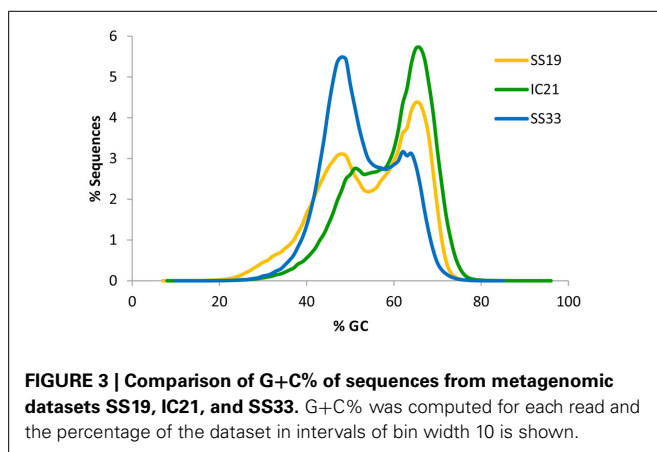 6
5
4
3
2
1
0
% Sequences
0
20
40
60
80
100
% GC
SS19
IC21
SS33
FIGURE 3 | Comparison of G+C% of sequences from metagenomic
datasets SS19, IC21, and SS33. G+C% was computed for each read and
the percentage of the dataset in intervals of bin width 10 is shown.